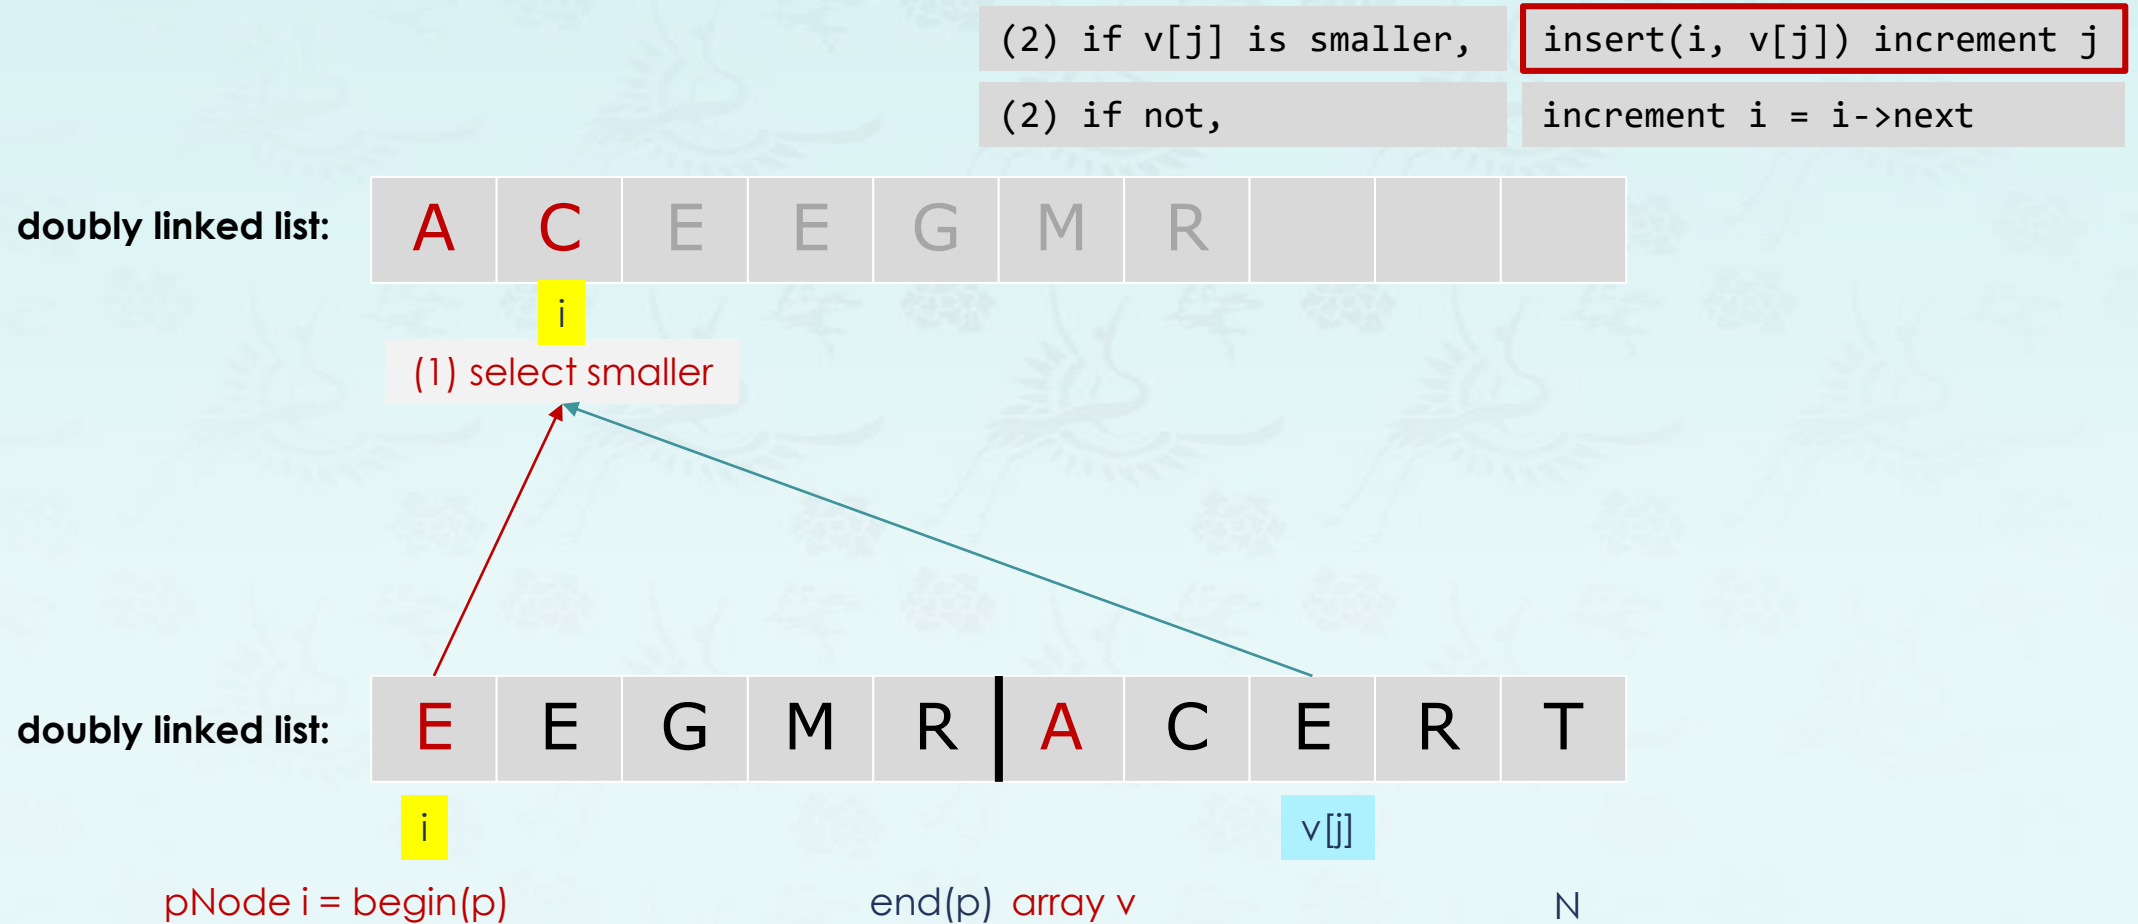 (2) if v[j] is smaller, insert(i, v[j]) increment j
(2) if not, increment i = i->next
doubly linked list: A C E E G M R
i
(1) select smaller
doubly linked list: E E G M R A C E R T
i v[j]
pNode i = begin(p) end(p) array v N